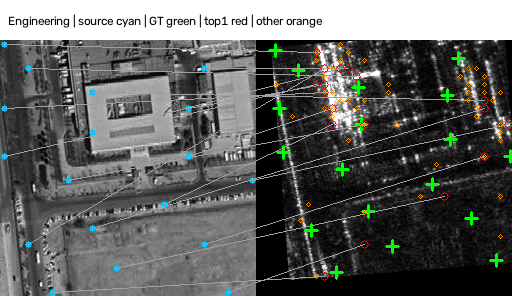 Engineering | source cyan | GT green | top1 red | other orange